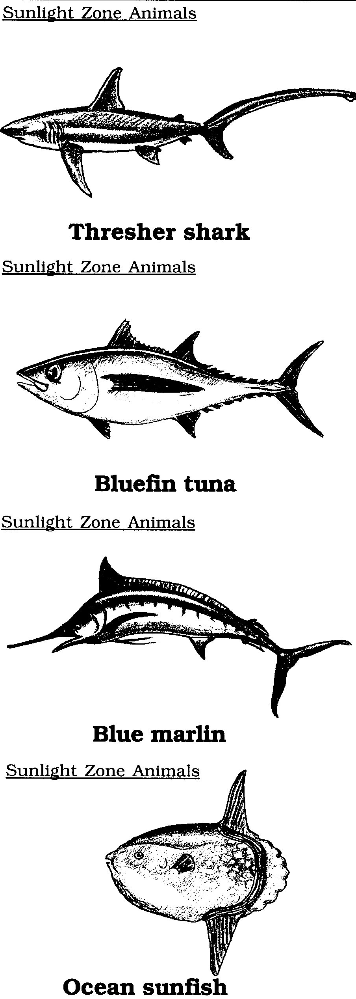 Sunlight Zone Animals
Thresher shark
Sunlight Zone Animals
Bluefin tuna
Sunlight Zone Animals
Blue marlin
Sunlight Zone Animals
Ocean sunfish